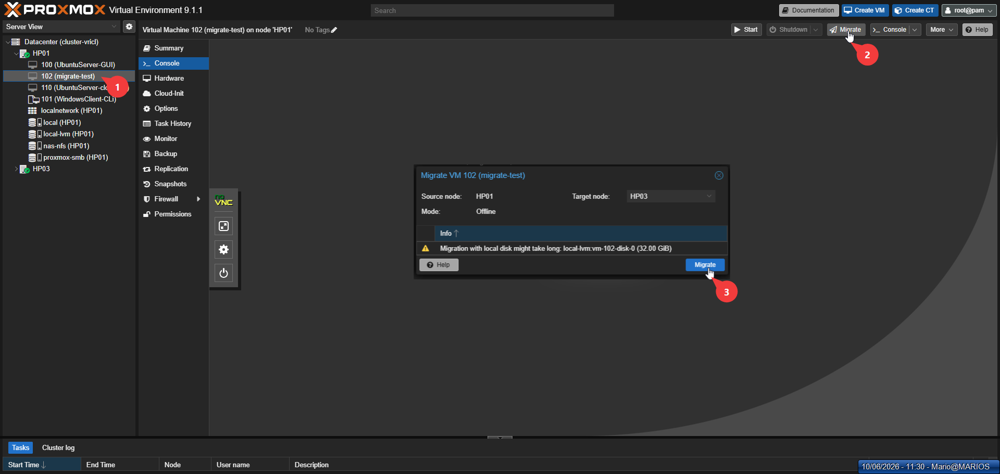 PROXMOX Virtual Environment 9.1.1
Search
Documentation
Create VM
Create CT
root@pam
Server View
Virtual Machine 102 (migrate-test) on node 'HP01'
No Tags
Start
Shutdown
Migrate
Console
More
Help
2
Datacenter (cluster-vricl)
HP01
100 (UbuntuServer-GUI)
102 (migrate-test)
1
110 (UbuntuServer-clo
101 (WindowsClient-CLI)
localnetwork (HP01)
local (HP01)
local-lvm (HP01)
nas-nfs (HP01)
proxmox-smb (HP01)
HP03
Summary
Console
Hardware
Cloud-Init
Options
Task History
Monitor
Backup
Replication
Snapshots
Firewall
Permissions
no
VNC
Migrate VM 102 (migrate-test)
Source node: HP01
Target node: HP03
Mode: Offline
Info
Migration with local disk might take long: local-lvm:vm-102-disk-0 (32.00 GiB)
Help
Migrate
3
Tasks
Cluster log
Start Time
End Time
Node
User name
Description
10/06/2026 - 11:30 - Mario@MARIOS